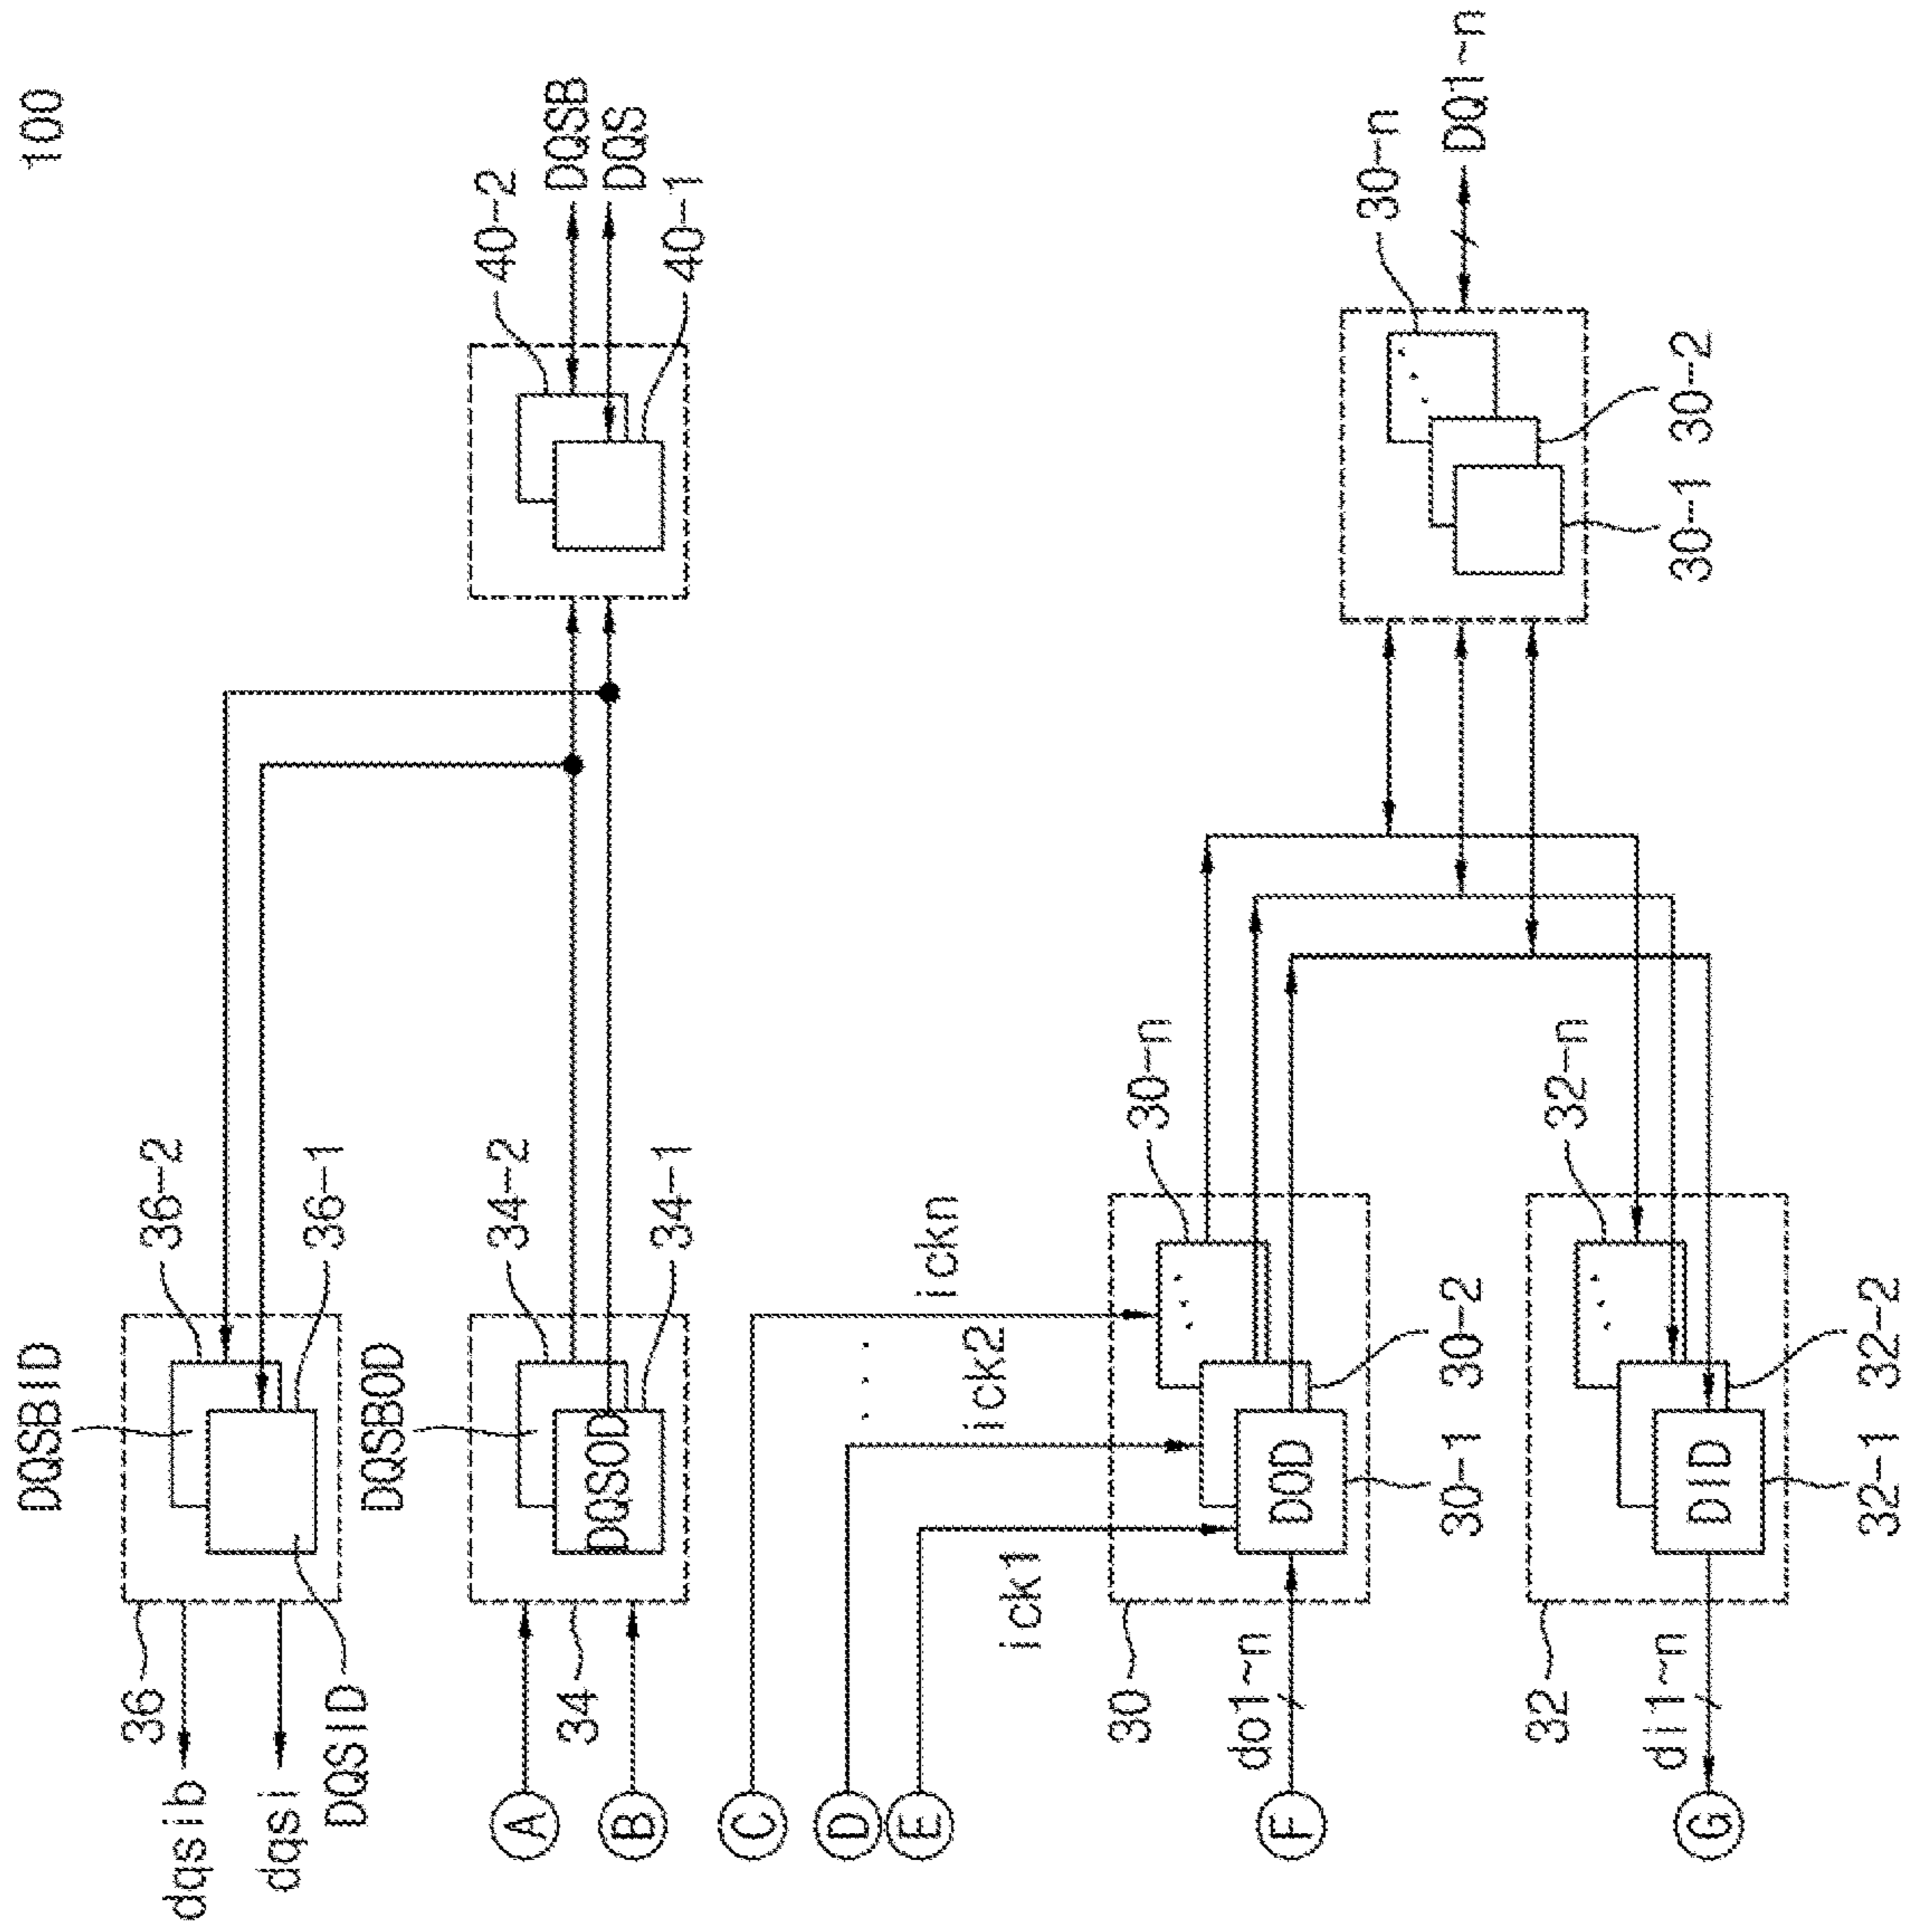 100
DQSBID
36-2
36-1
36
dqsib
dqsi
DQSID
DQSBOD
34-2
DQSOD
34-1
34
A
B
40-2
DQSB
DQS
40-1
C
ickn
. . .
D
ick2
E
ick1
30-n
30
DOD
do1~n
F
30-1
30-2
32-n
32
DID
di1~n
G
32-1
32-2
30-n
DQ1~n
30-1
30-2